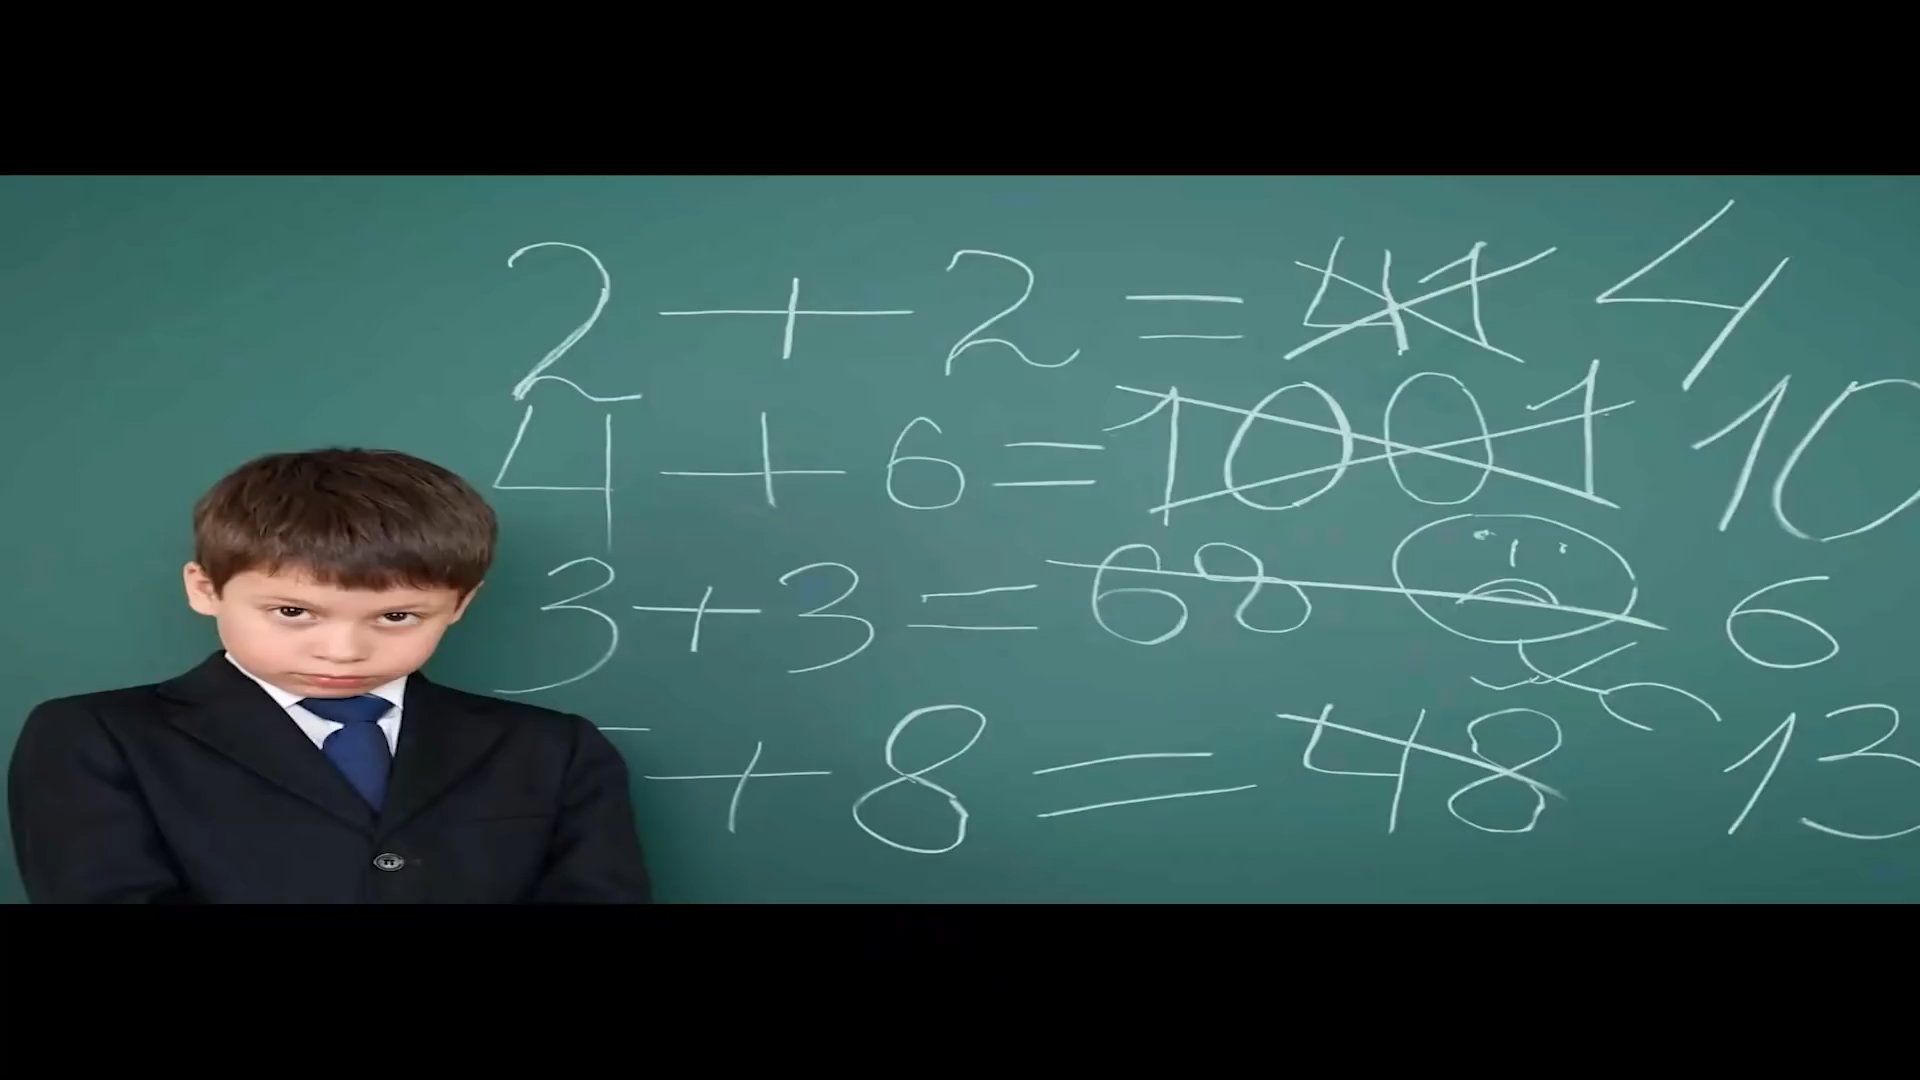 2 + 2 = 41 4
4 + 6 = 1001 10
3 + 3 = 68 6
+ 8 = 48 13